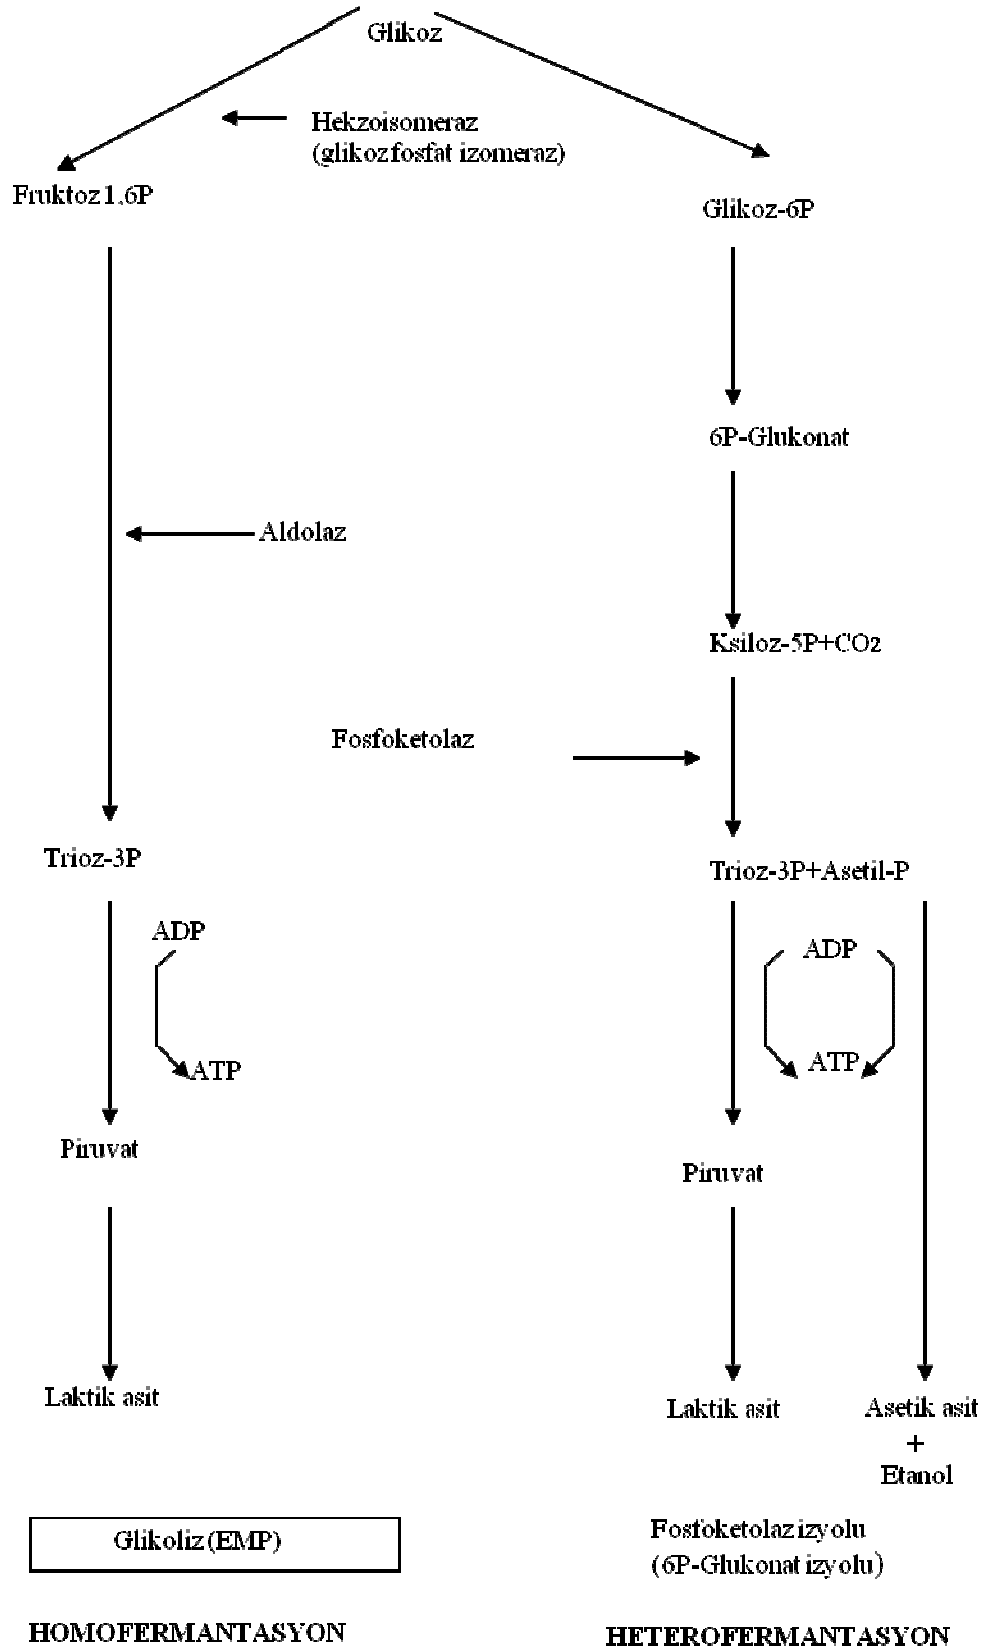 Glikoz
Hekzoisomeraz
(glikozfosfat izomeraz)
Fruktoz 1,6P
Glikoz-6P
6P-Glukonat
Aldolaz
Ksiloz-5P+CO2
Fosfoketolaz
Trioz-3P
Trioz-3P+Asetil-P
ADP
ADP
ATP
ATP
Piruvat
Piruvat
Laktik asit
Laktik asit
Asetik asit
+
Etanol
Glikoliz (EMP)
Fosfoketolaz izyolu
(6P-Glukonat izyolu)
HOMOFERMANTASYON
HETEROFERMANTASYON